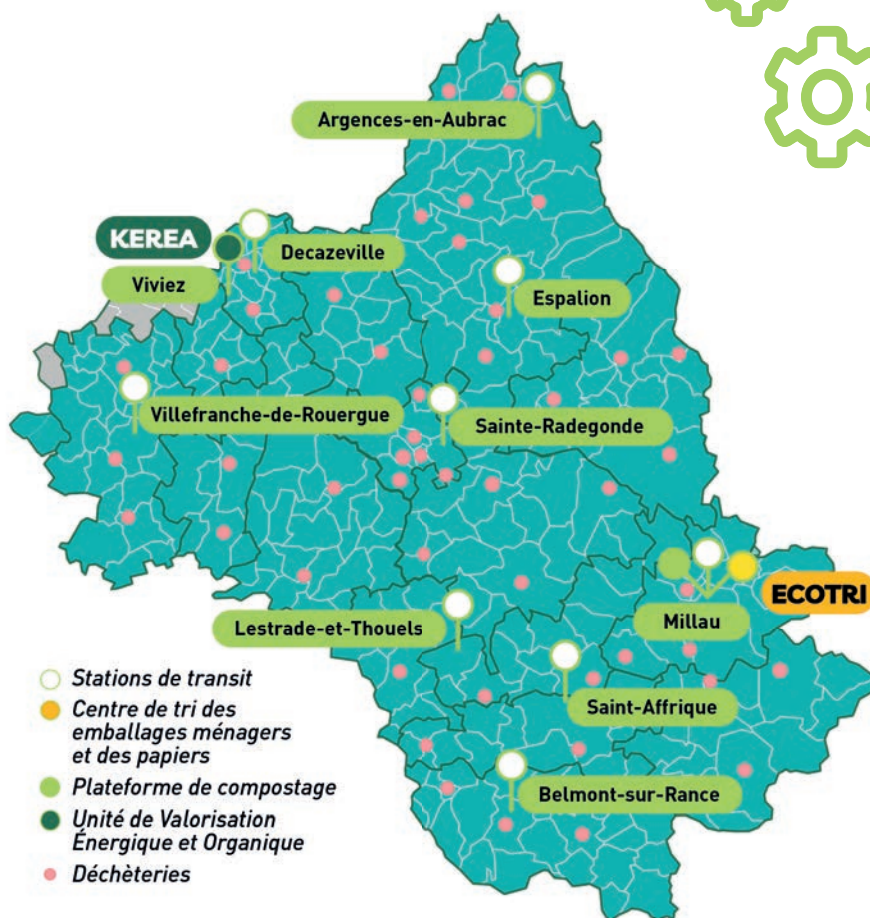 Argences-en-Aubrac
KEREA
Decazeville
Viviez
Espalion
Villefranche-de-Rouergue
Sainte-Radegonde
ECOTRI
Millau
Lestrade-et-Thouels
Saint-Affrique
Belmont-sur-Rance
Stations de transit
Centre de tri des
emballages ménagers
et des papiers
Plateforme de compostage
Unité de Valorisation
Énergique et Organique
Déchèteries